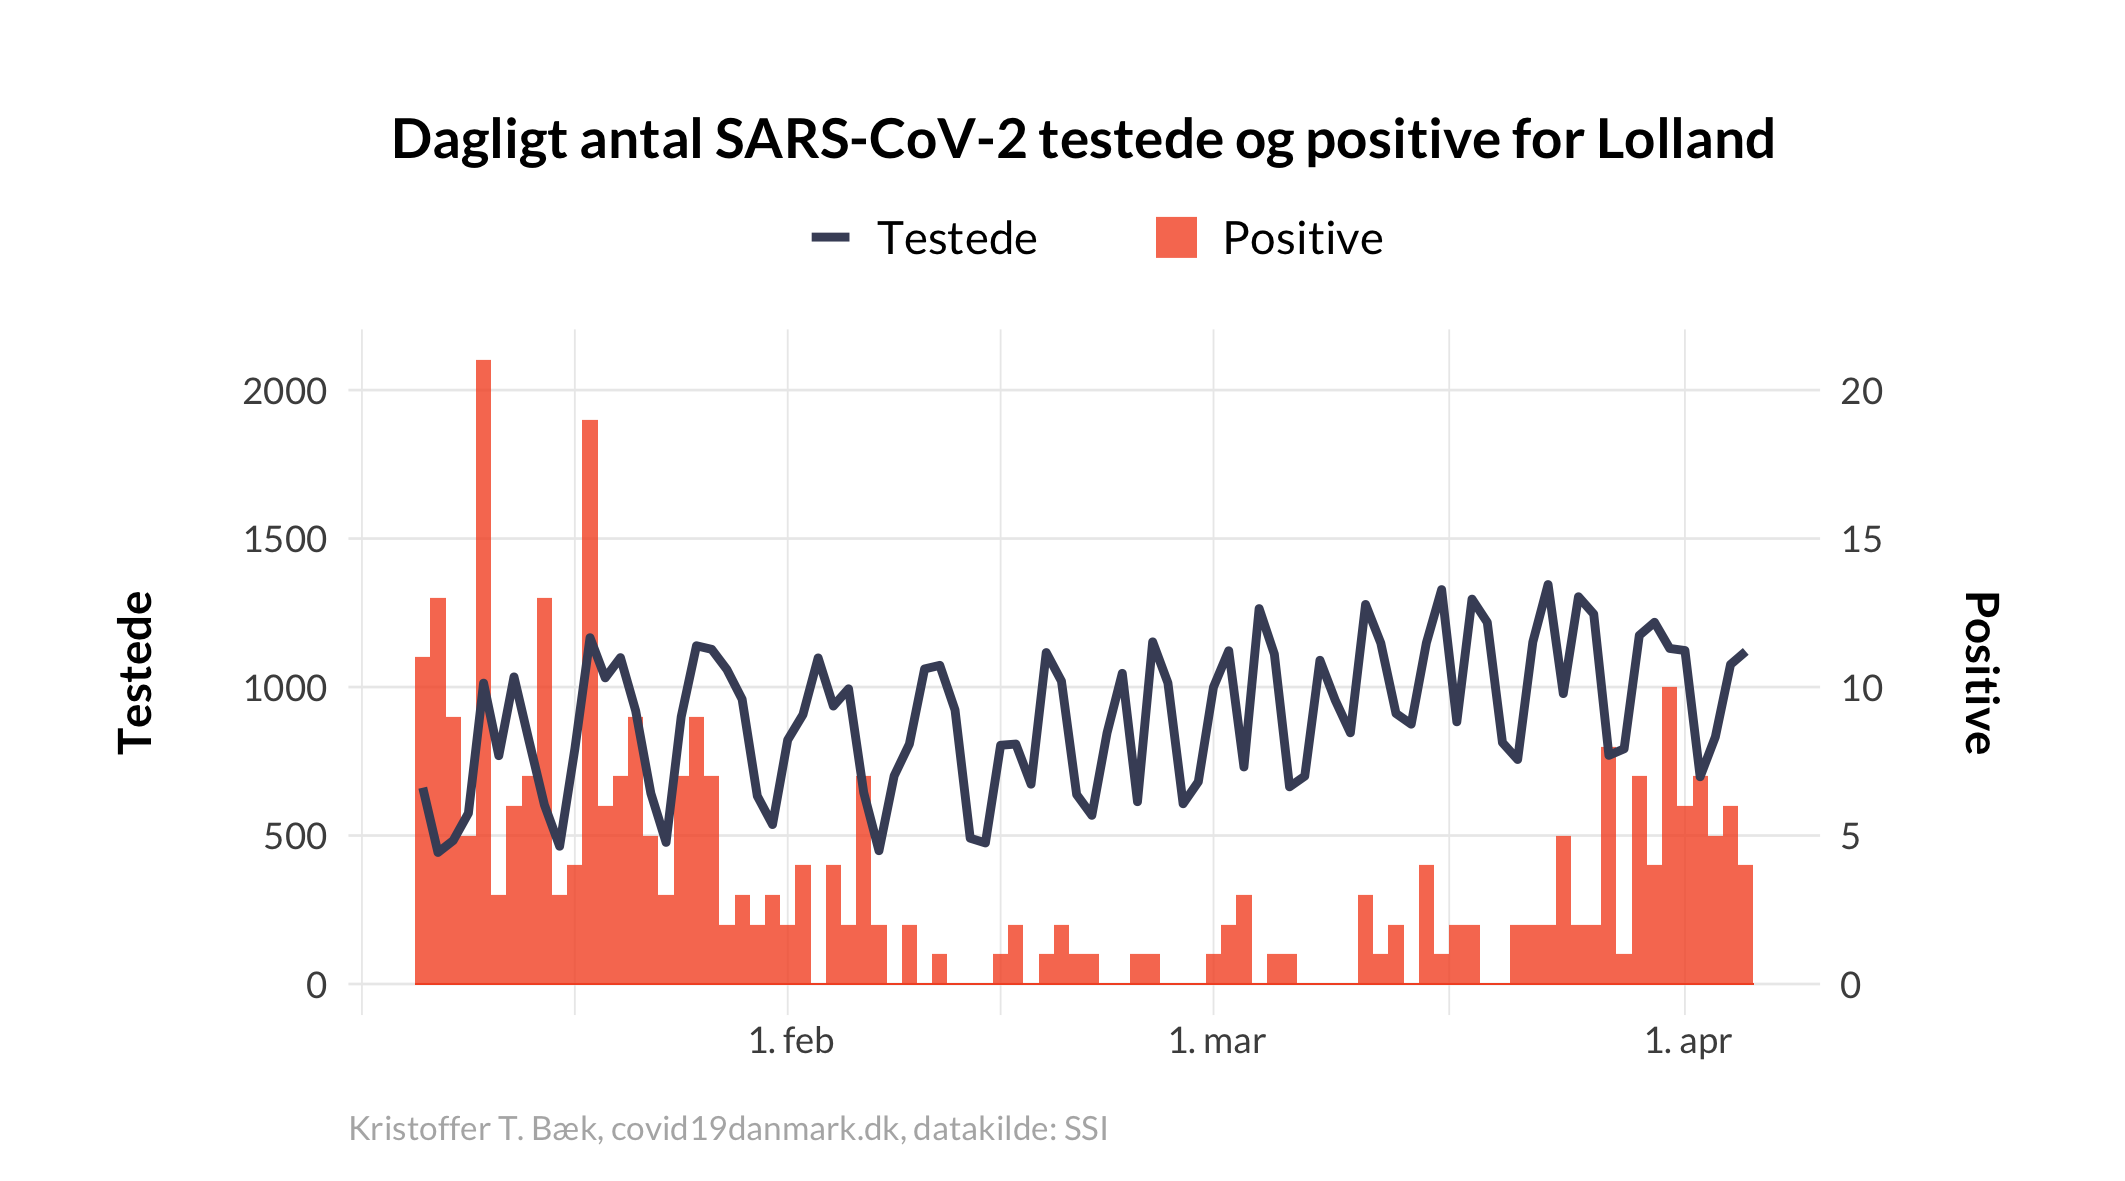 Dagligt antal SARS-CoV-2 testede og positive for Lolland
Testede
Positive
2000
1500
1000
500
0
Testede
20
15
10
5
0
Positive
1. feb
1. mar
1. apr
Kristoffer T. Bæk, covid19danmark.dk, datakilde: SSI